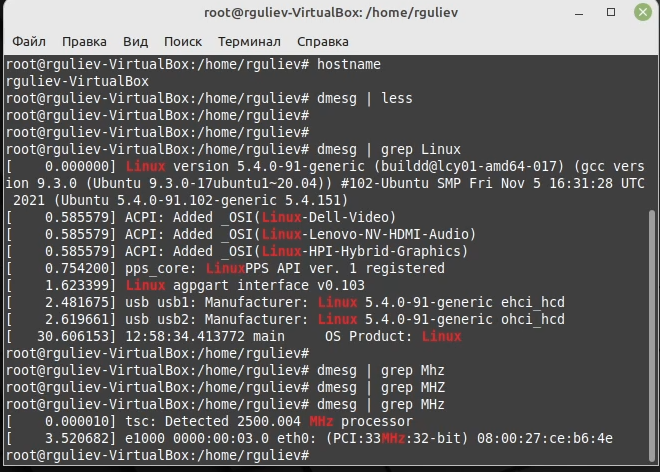 root@rguliev-VirtualBox: /home/rguliev
Файл Правка Вид Поиск Терминал Справка
root@rguliev-VirtualBox:/home/rguliev# hostname
rguliev-VirtualBox
root@rguliev-VirtualBox:/home/rguliev# dmesg | less
root@rguliev-VirtualBox:/home/rguliev#
root@rguliev-VirtualBox:/home/rguliev#
root@rguliev-VirtualBox:/home/rguliev# dmesg | grep Linux
[    0.000000] Linux version 5.4.0-91-generic (buildd@lcy01-amd64-017) (gcc vers
ion 9.3.0 (Ubuntu 9.3.0-17ubuntu1~20.04)) #102-Ubuntu SMP Fri Nov 5 16:31:28 UTC
 2021 (Ubuntu 5.4.0-91.102-generic 5.4.151)
[    0.585579] ACPI: Added _OSI(Linux-Dell-Video)
[    0.585579] ACPI: Added _OSI(Linux-Lenovo-NV-HDMI-Audio)
[    0.585579] ACPI: Added _OSI(Linux-HPI-Hybrid-Graphics)
[    0.754200] pps_core: LinuxPPS API ver. 1 registered
[    1.623399] Linux agpgart interface v0.103
[    2.481675] usb usb1: Manufacturer: Linux 5.4.0-91-generic ehci_hcd
[    2.619661] usb usb2: Manufacturer: Linux 5.4.0-91-generic ohci_hcd
[   30.606153] 12:58:34.413772 main     OS Product: Linux
root@rguliev-VirtualBox:/home/rguliev#
root@rguliev-VirtualBox:/home/rguliev# dmesg | grep Mhz
root@rguliev-VirtualBox:/home/rguliev# dmesg | grep MHZ
root@rguliev-VirtualBox:/home/rguliev# dmesg | grep MHz
[    0.000010] tsc: Detected 2500.004 MHz processor
[    3.520682] e1000 0000:00:03.0 eth0: (PCI:33MHz:32-bit) 08:00:27:ce:b6:4e
root@rguliev-VirtualBox:/home/rguliev#